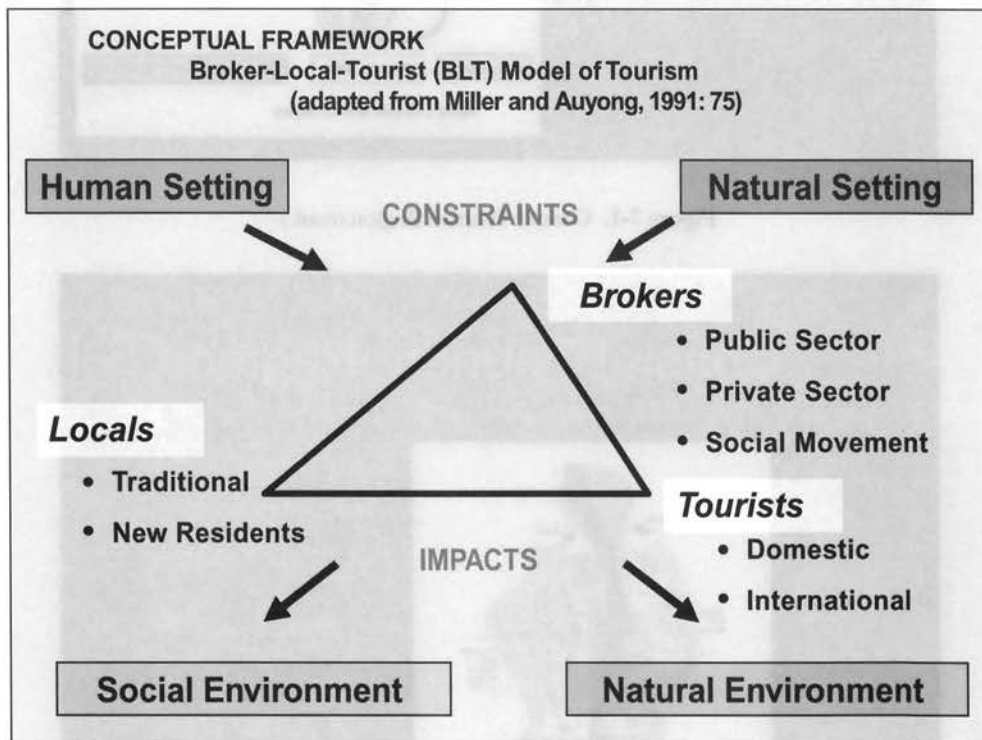 CONCEPTUAL FRAMEWORK
Broker-Local-Tourist (BLT) Model of Tourism
(adapted from Miller and Auyong, 1991: 75)
Human Setting
Natural Setting
CONSTRAINTS
Brokers
• Public Sector
• Private Sector
• Social Movement
Locals
• Traditional
• New Residents
Tourists
• Domestic
• International
IMPACTS
Social Environment
Natural Environment